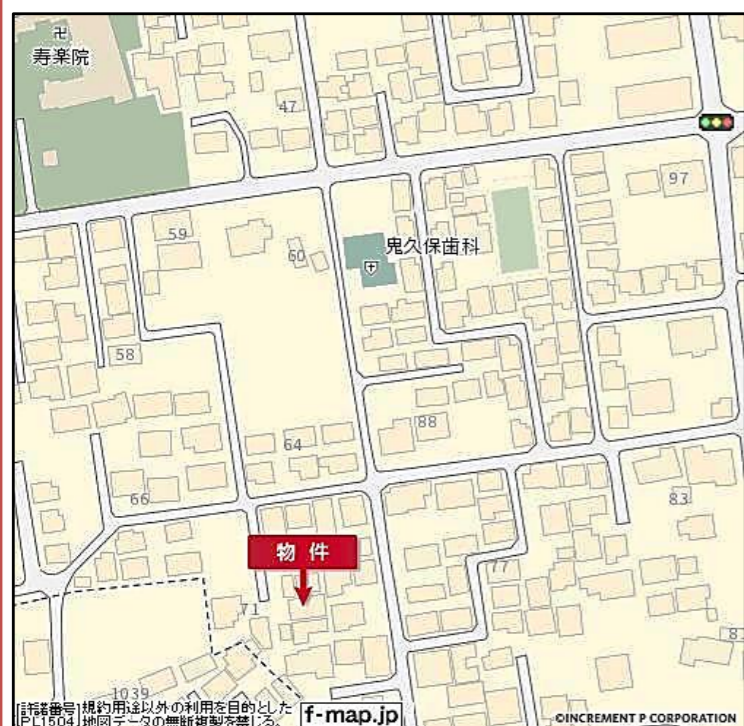 卍
寿楽院
47
97
59
鬼久保歯科
60
58
88
64
66
83
物件
77
71
1039
[許諾番号]規約用途以外の利用を目的とした
[PL1504]地図データの無断複製を禁じる。
f-map.jp
©INCREMENT P CORPORATION